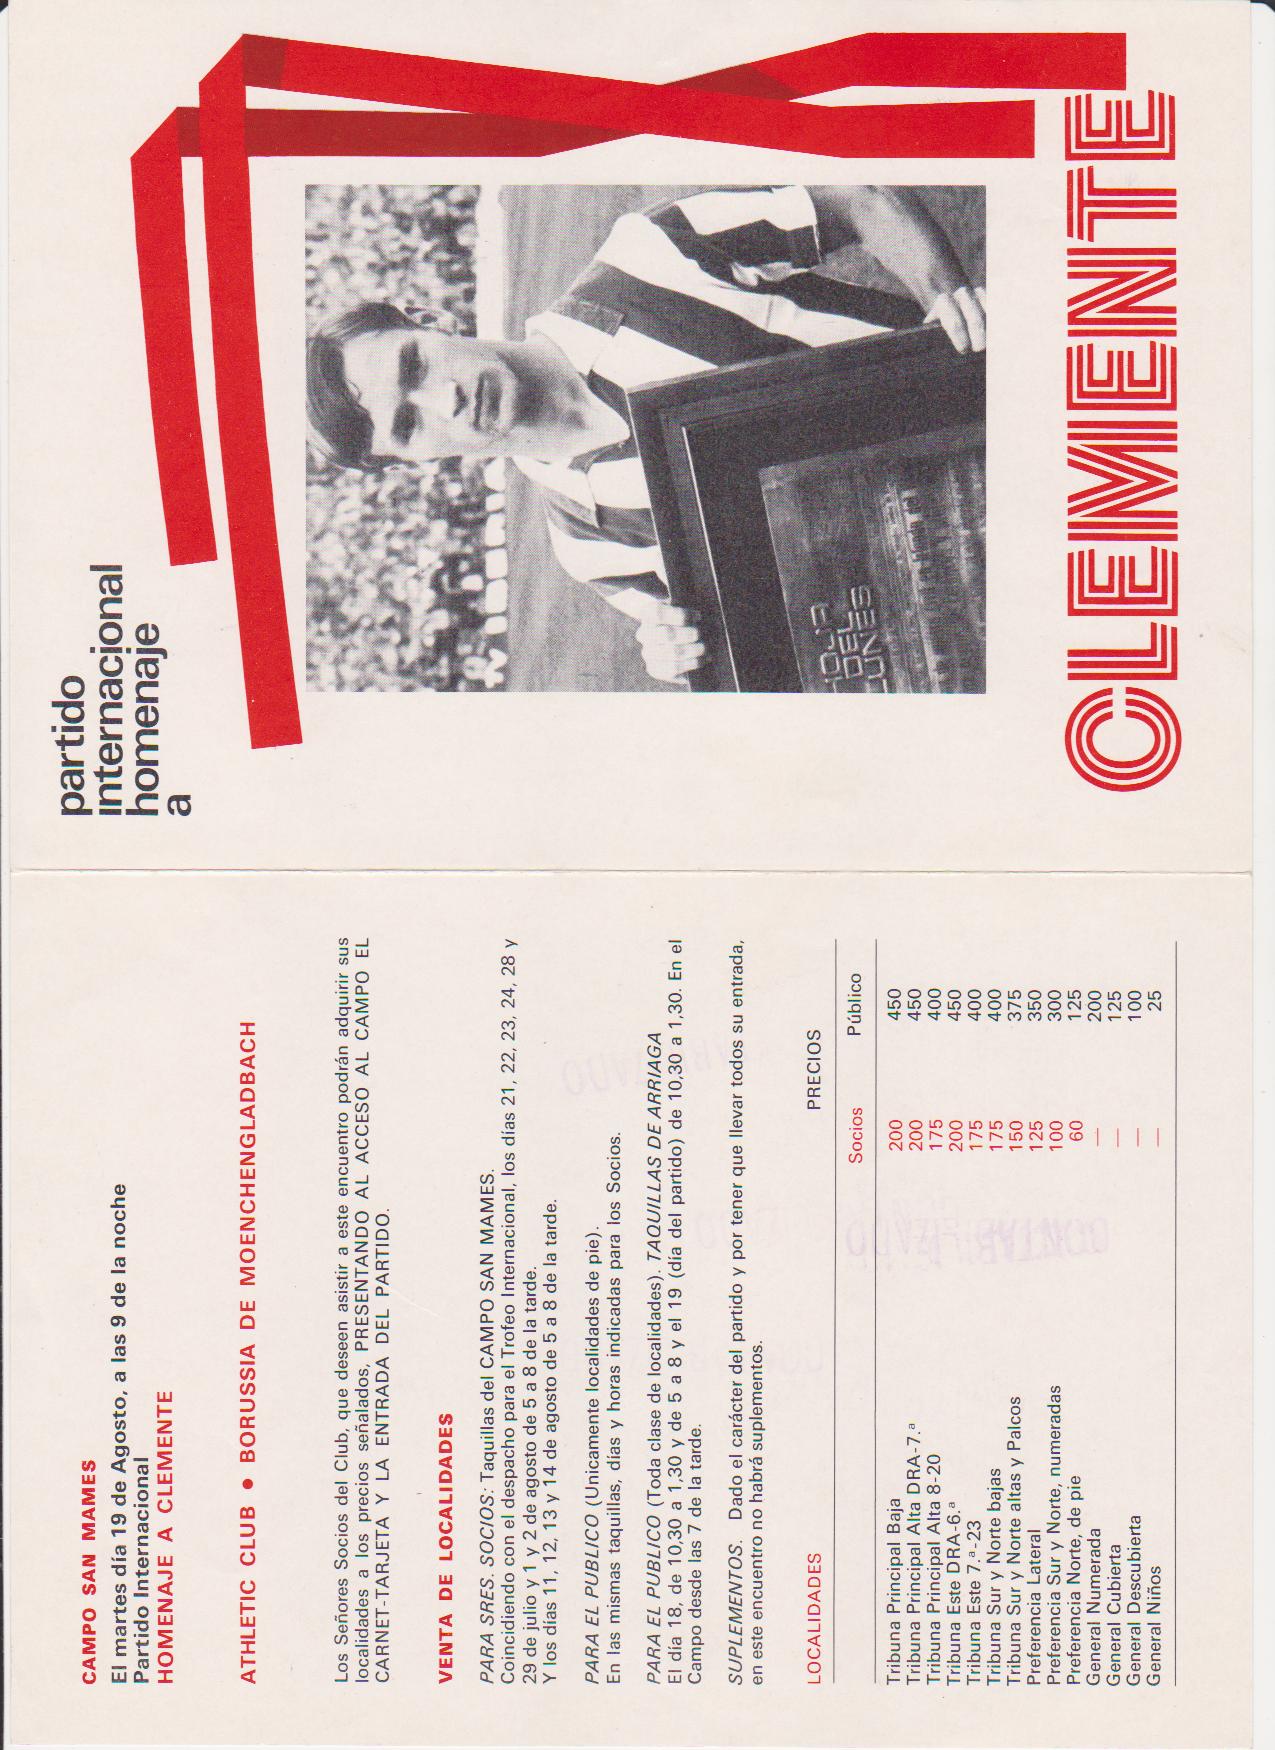 partido
internacional
homenaje
a
HOJA
DEL
LUNES
CLEMENTE
CAMPO SAN MAMES
El martes día 19 de Agosto, a las 9 de la noche
Partido Internacional
HOMENAJE A CLEMENTE
ATHLETIC CLUB • BORUSSIA DE MOENCHENGLADBACH
Los Señores Socios del Club, que deseen asistir a este encuentro podrán adquirir sus
localidades a los precios señalados, PRESENTANDO AL ACCESO AL CAMPO EL
CARNET-TARJETA Y LA ENTRADA DEL PARTIDO.
VENTA DE LOCALIDADES
PARA SRES. SOCIOS: Taquillas del CAMPO SAN MAMES.
Coincidiendo con el despacho para el Trofeo Internacional, los días 21, 22, 23, 24, 28 y
29 de julio y 1 y 2 de agosto de 5 a 8 de la tarde.
Y los días 11, 12, 13 y 14 de agosto de 5 a 8 de la tarde.
PARA EL PUBLICO (Unicamente localidades de pie).
En las mismas taquillas, días y horas indicadas para los Socios.
PARA EL PUBLICO (Toda clase de localidades). TAQUILLAS DE ARRIAGA
El día 18, de 10,30 a 1,30 y de 5 a 8 y el 19 (día del partido) de 10,30 a 1,30. En el
Campo desde las 7 de la tarde.
SUPLEMENTOS. Dado el carácter del partido y por tener que llevar todos su entrada,
en este encuentro no habrá suplementos.
LOCALIDADES PRECIOS
Socios Público
Tribuna Principal Baja 200 450
Tribuna Principal Alta DRA-7.ª 200 450
Tribuna Principal Alta 8-20 175 400
Tribuna Este DRA-6.ª 200 450
Tribuna Este 7.ª-23 175 400
Tribuna Sur y Norte bajas 175 400
Tribuna Sur y Norte altas y Palcos 150 375
Preferencia Lateral 125 350
Preferencia Sur y Norte, numeradas 100 300
Preferencia Norte, de pie 60 125
General Numerada — 200
General Cubierta — 125
General Descubierta — 100
General Niños — 25